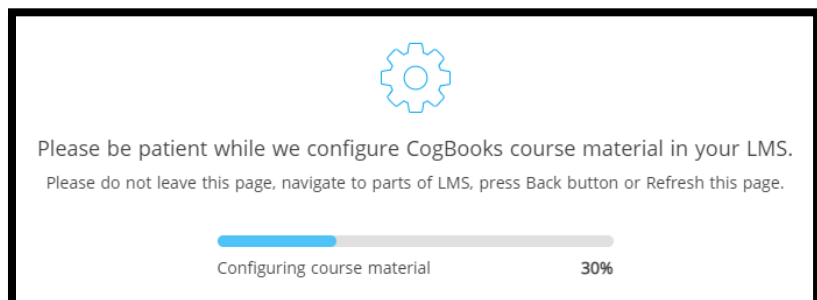 Please be patient while we configure CogBooks course material in your LMS.
Please do not leave this page, navigate to parts of LMS, press Back button or Refresh this page.
Configuring course material 30%